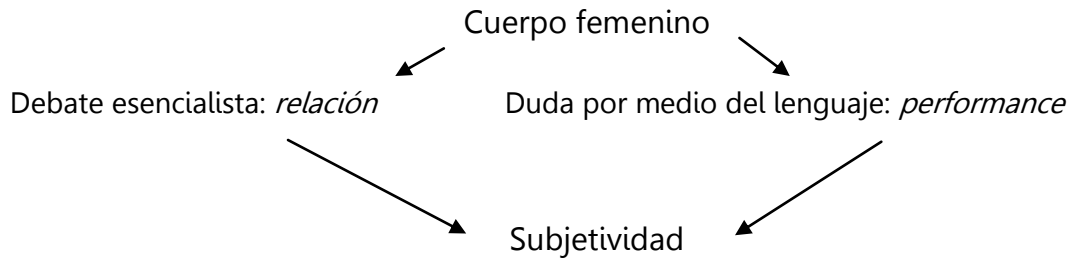 Cuerpo femenino
Debate esencialista: relación Duda por medio del lenguaje: performance
Subjetividad